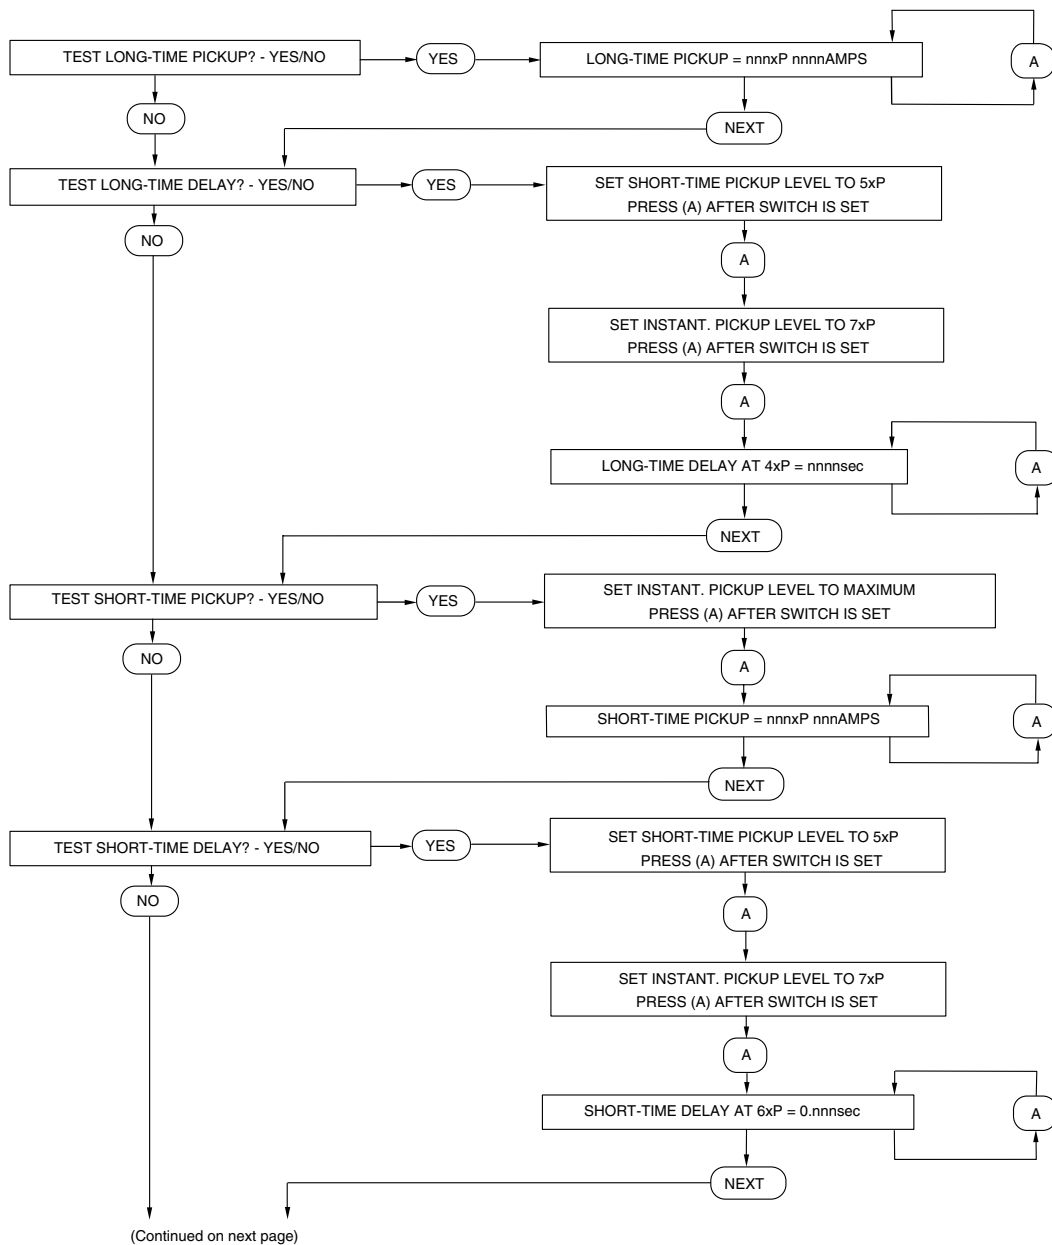 TEST LONG-TIME PICKUP? - YES/NO
YES
LONG-TIME PICKUP = nnnxP nnnnAMPS
A
NO
NEXT
TEST LONG-TIME DELAY? - YES/NO
YES
SET SHORT-TIME PICKUP LEVEL TO 5xP
PRESS (A) AFTER SWITCH IS SET
NO
A
SET INSTANT. PICKUP LEVEL TO 7xP
PRESS (A) AFTER SWITCH IS SET
A
LONG-TIME DELAY AT 4xP = nnnnsec
A
NEXT
TEST SHORT-TIME PICKUP? - YES/NO
YES
SET INSTANT. PICKUP LEVEL TO MAXIMUM
PRESS (A) AFTER SWITCH IS SET
NO
A
SHORT-TIME PICKUP = nnnxP nnnAMPS
A
NEXT
TEST SHORT-TIME DELAY? - YES/NO
YES
SET SHORT-TIME PICKUP LEVEL TO 5xP
PRESS (A) AFTER SWITCH IS SET
NO
A
SET INSTANT. PICKUP LEVEL TO 7xP
PRESS (A) AFTER SWITCH IS SET
A
SHORT-TIME DELAY AT 6xP = 0.nnnsec
A
NEXT
(Continued on next page)